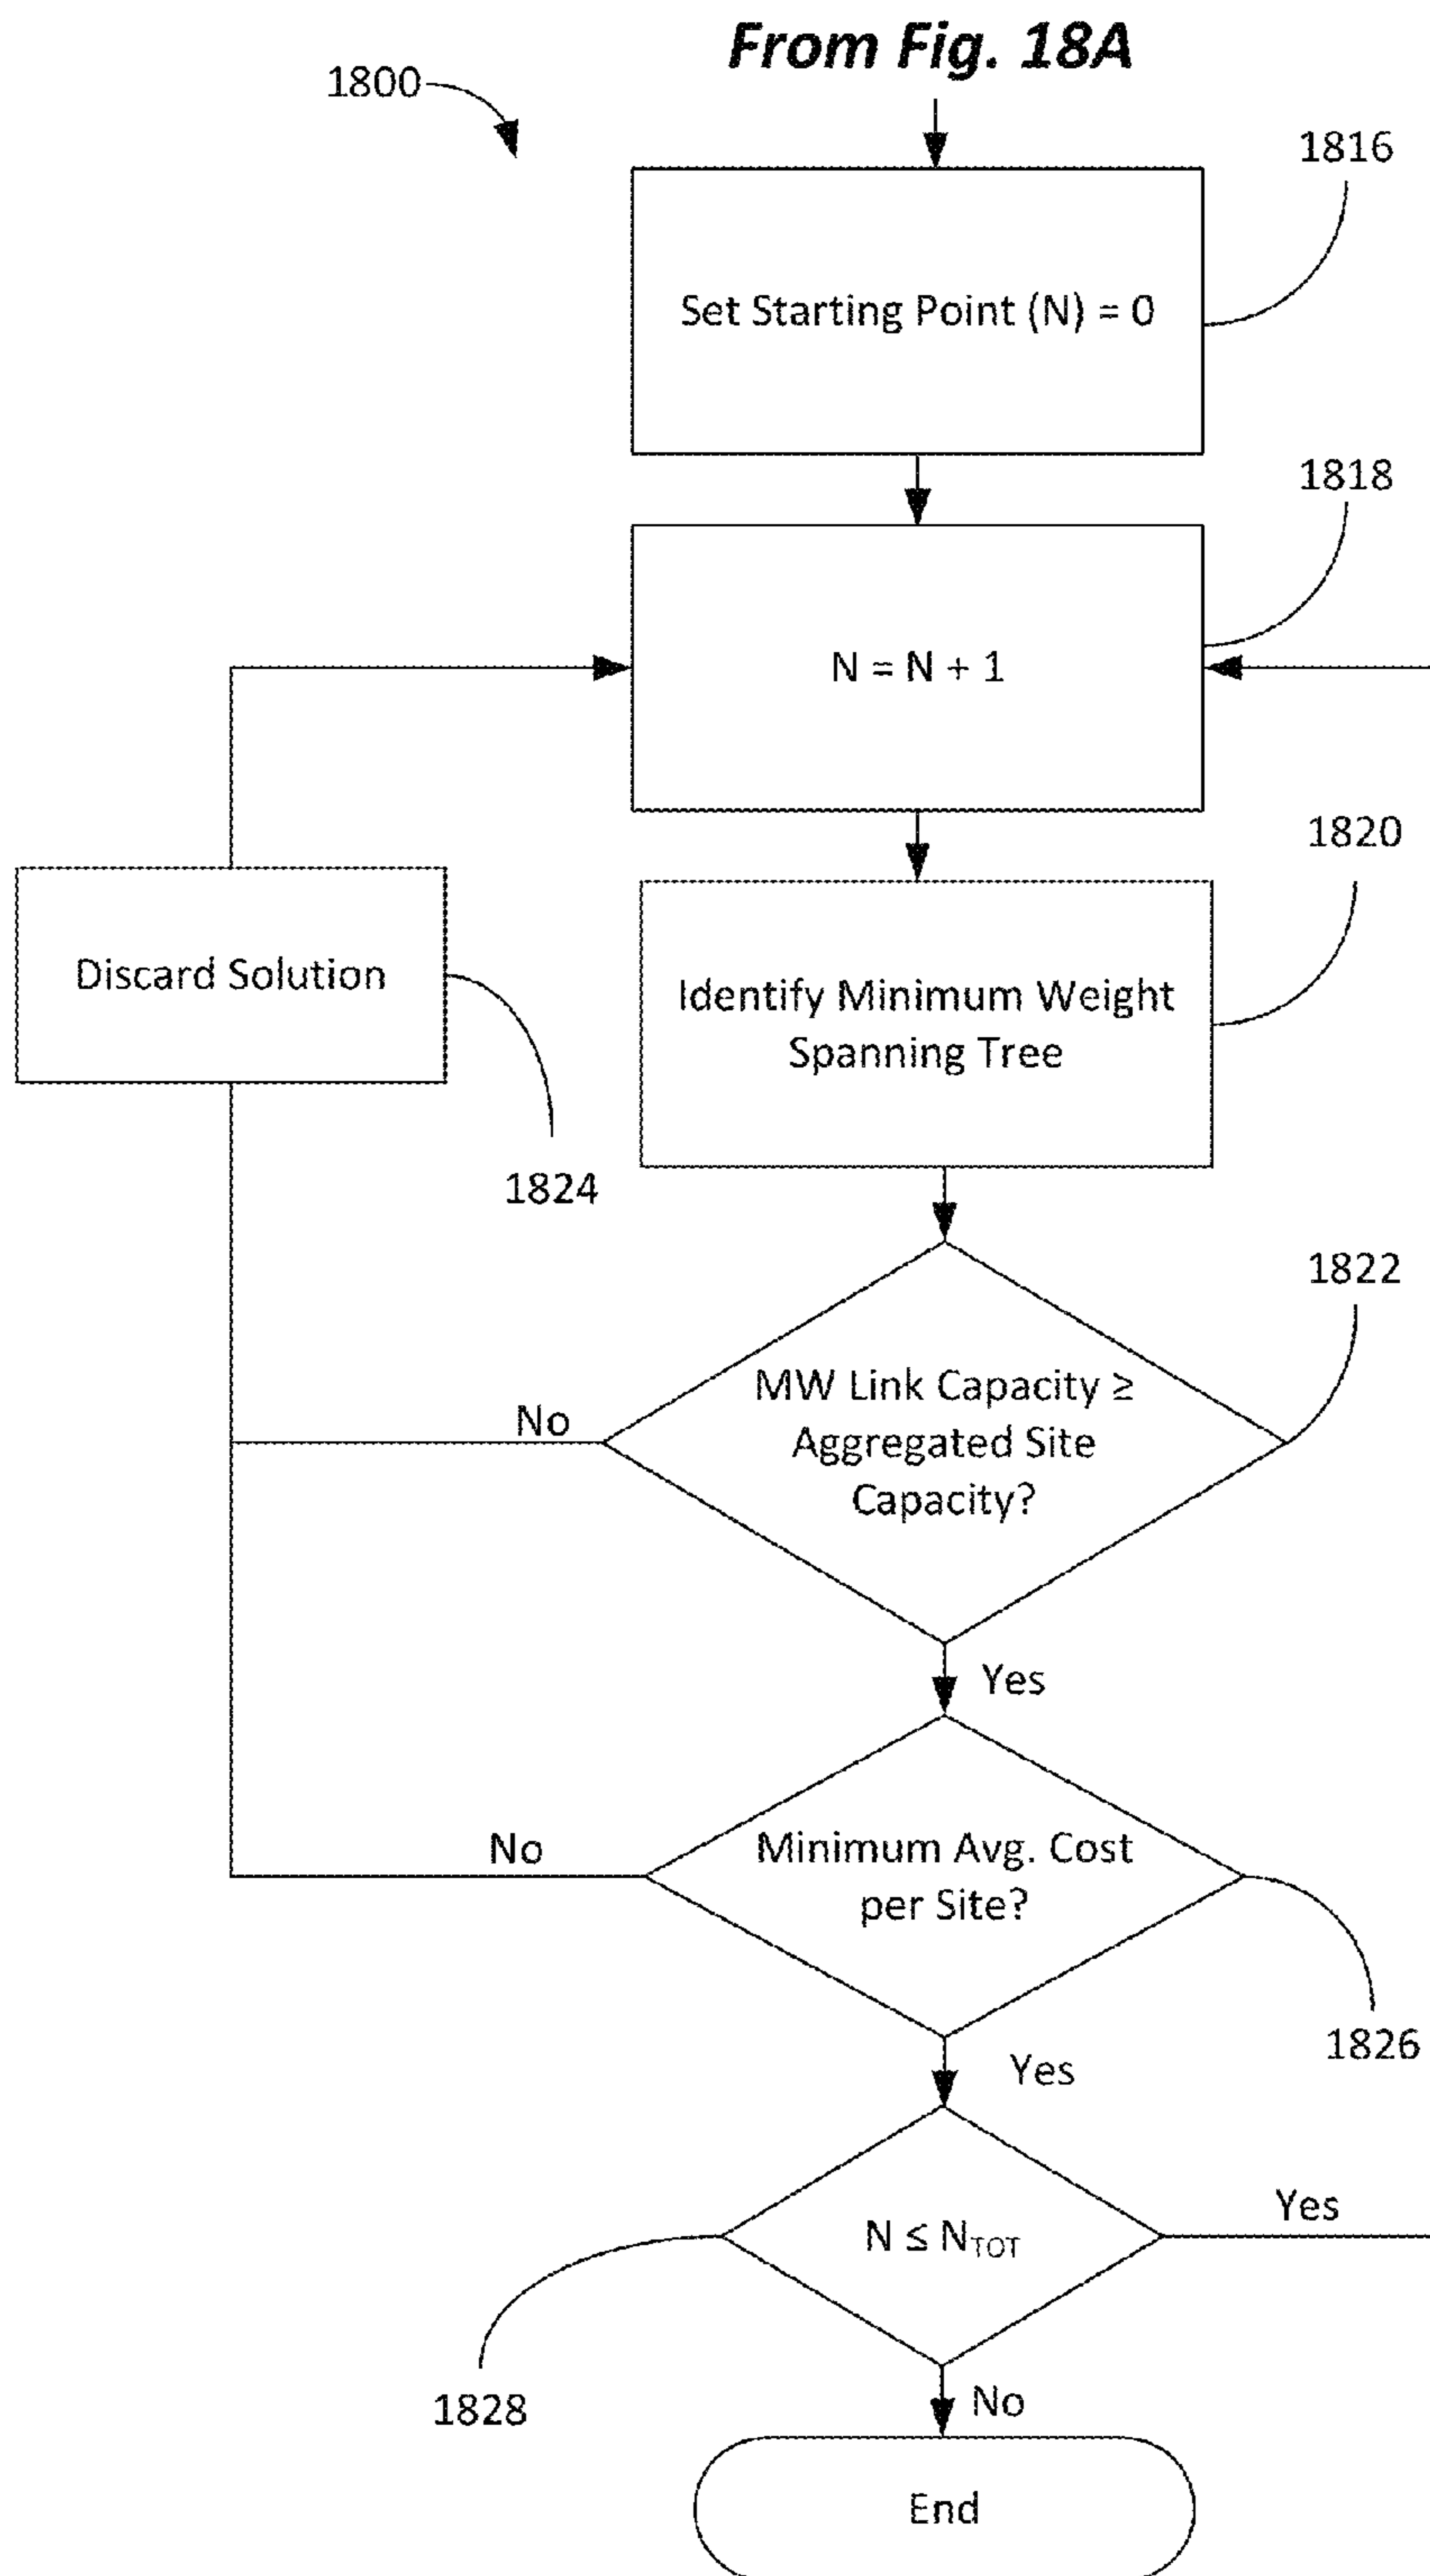 From Fig. 18A
1800
1816
Set Starting Point (N) = 0
1818
N = N + 1
1820
Discard Solution
Identify Minimum Weight
Spanning Tree
1824
1822
MW Link Capacity ≥
Aggregated Site
Capacity?
No
Yes
No
Minimum Avg. Cost
per Site?
1826
Yes
N ≤ NTOT
Yes
1828
No
End